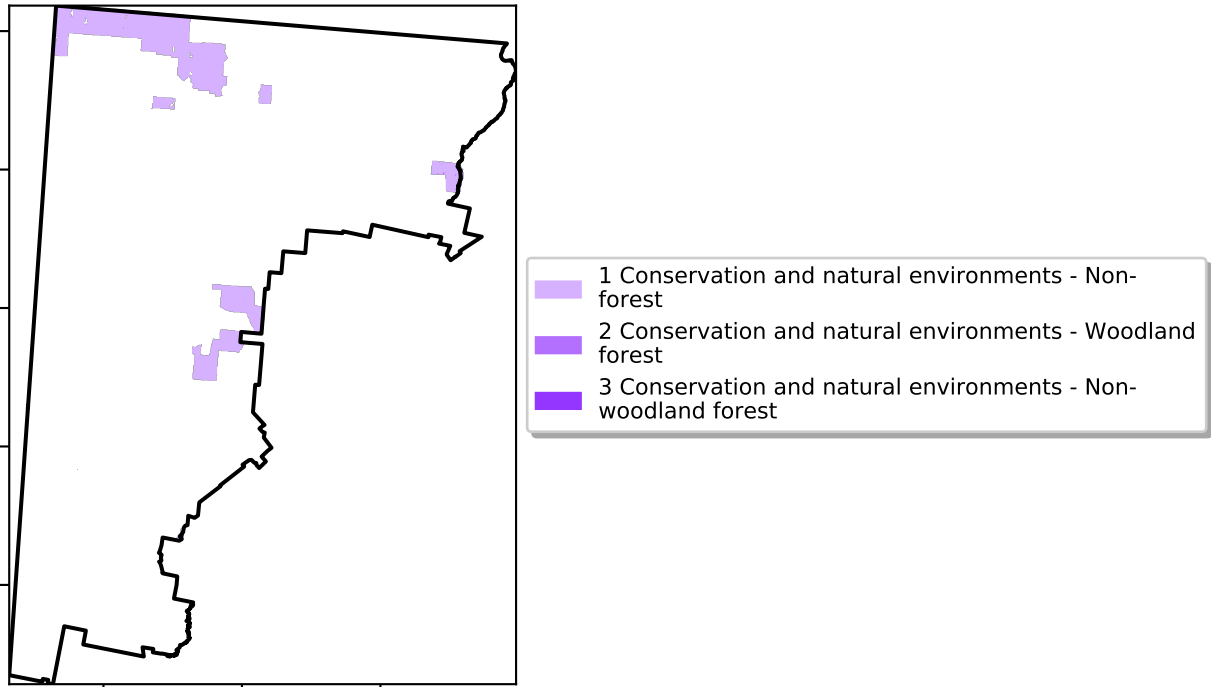 1 Conservation and natural environments - Non-
forest
2 Conservation and natural environments - Woodland
forest
3 Conservation and natural environments - Non-
woodland forest